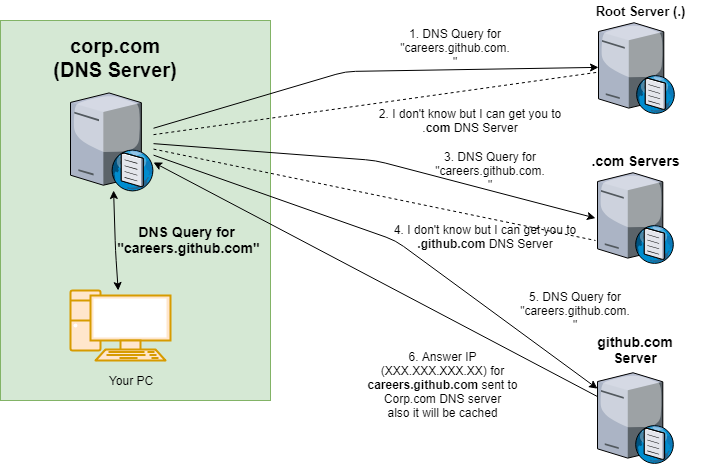 Root Server (.)
corp.com
(DNS Server)
1. DNS Query for
"careers.github.com.
"
2. I don't know but I can get you to
.com DNS Server
3. DNS Query for
"careers.github.com.
"
.com Servers
DNS Query for
"careers.github.com"
4. I don't know but I can get you to
.github.com DNS Server
5. DNS Query for
"careers.github.com.
"
github.com
Server
Your PC
6. Answer IP
(XXX.XXX.XXX.XX) for
careers.github.com sent to
Corp.com DNS server
also it will be cached